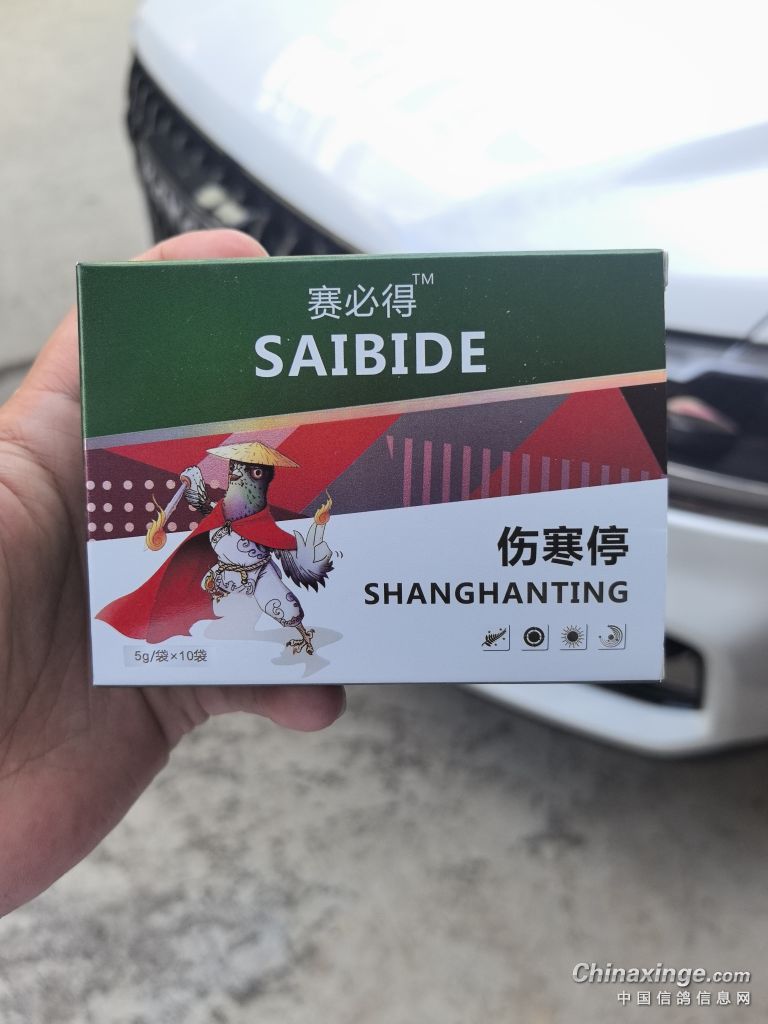 赛必得™
SAIBIDE
伤寒停
SHANGHANTING
5g/袋×10袋
Chinaxinge.com
中国信鸽信息网